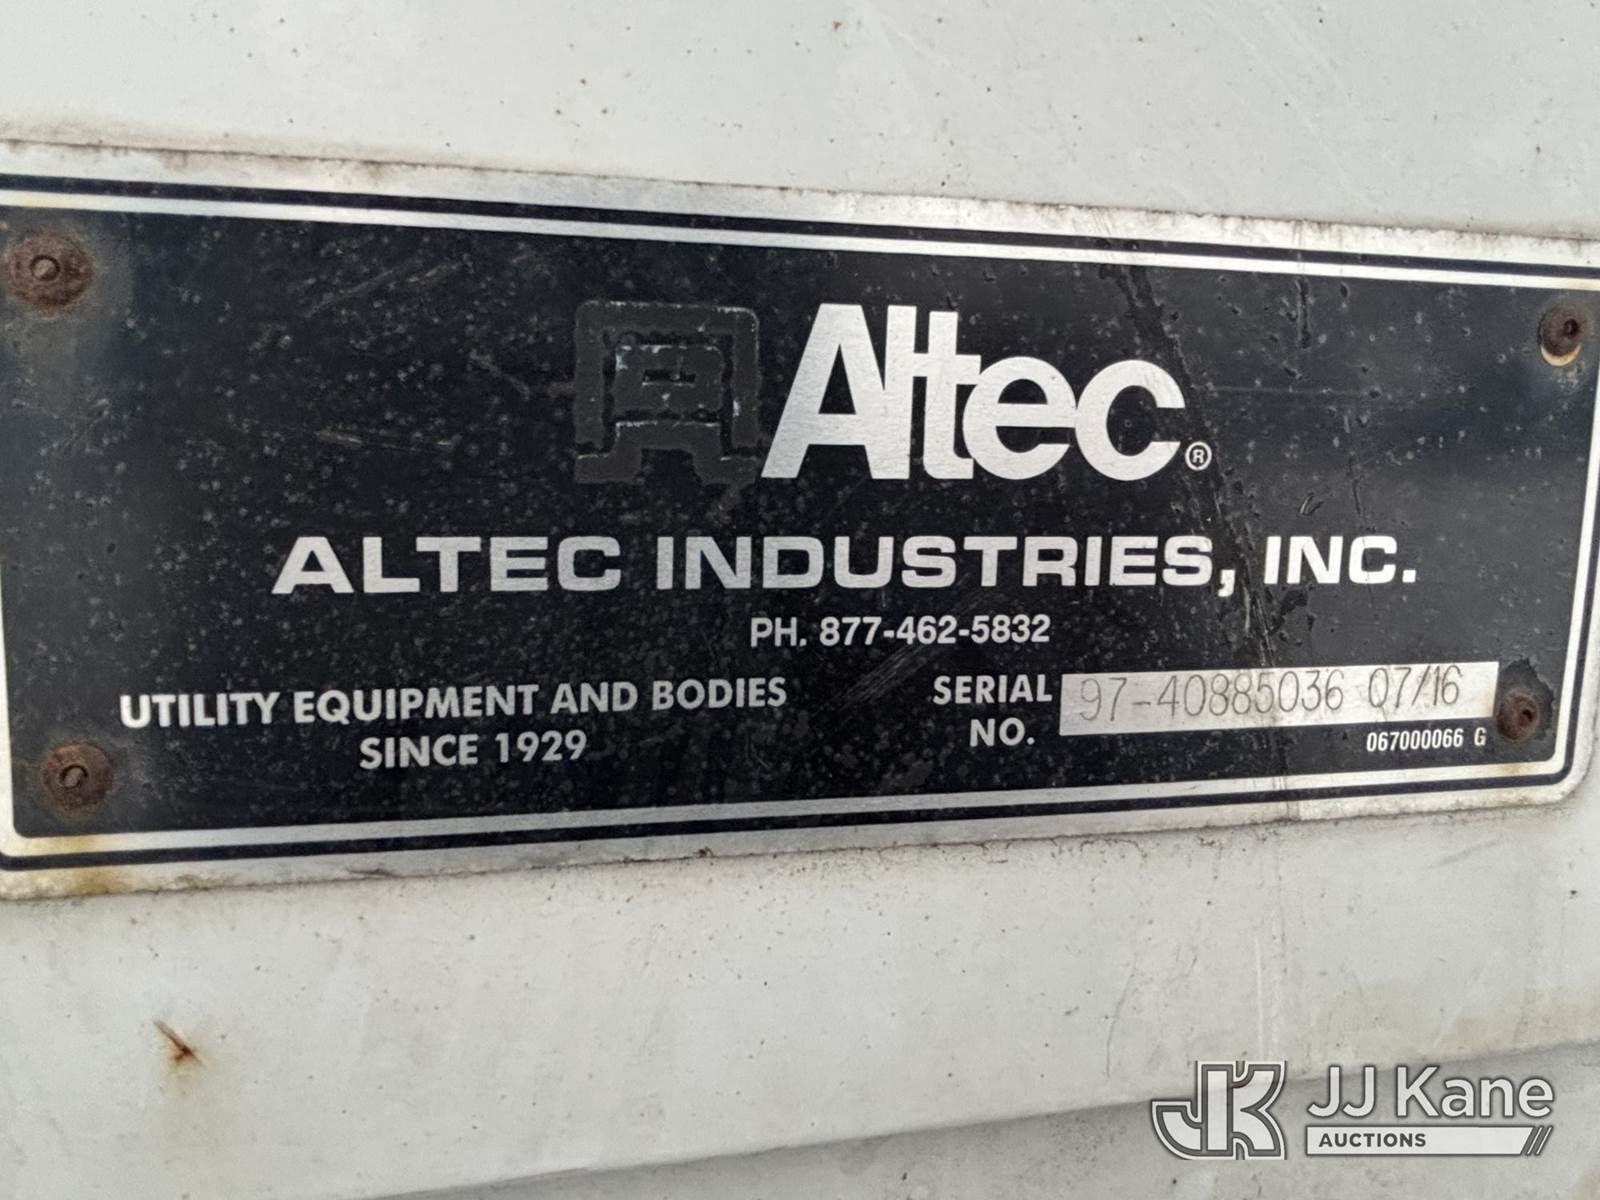 Altec®
ALTEC INDUSTRIES, INC.
PH. 877-462-5832
UTILITY EQUIPMENT AND BODIES
SINCE 1929
SERIAL
NO.
97-40885036 07/16
067000066 G
JK JJ Kane
AUCTIONS